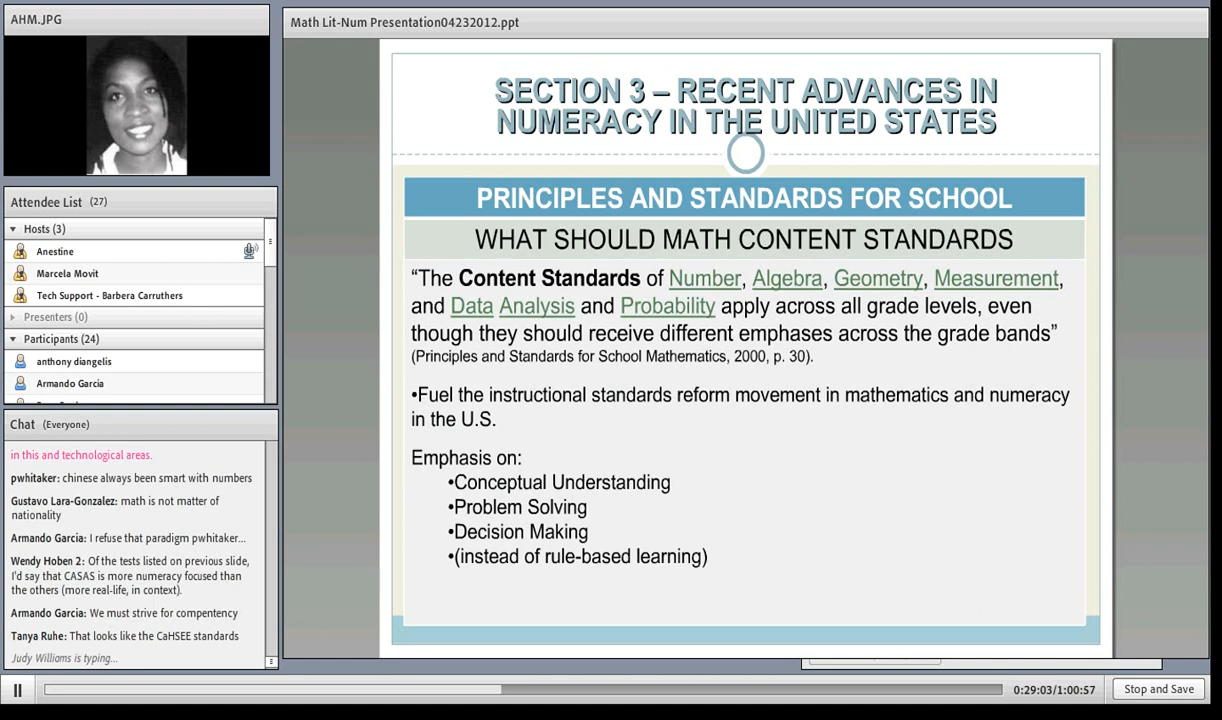 AHM.JPG
Math Lit-Num Presentation04232012.ppt
Attendee List (27)
Hosts (3)
Anestine
Marcela Movit
Tech Support - Barbera Carruthers
Presenters (0)
Participants (24)
anthony diangelis
Armando Garcia
Chat (Everyone)
in this and technological areas.
pwhitaker: chinese always been smart with numbers
Gustavo Lara-Gonzalez: math is not matter of
nationality
Armando Garcia: I refuse that paradigm pwhitaker...
Wendy Hoben 2: Of the tests listed on previous slide,
I'd say that CASAS is more numeracy focused than
the others (more real-life, in context).
Armando Garcia: We must strive for compentency
Tanya Ruhe: That looks like the CaHSEE standards
Judy Williams is typing...
SECTION 3 – RECENT ADVANCES IN
NUMERACY IN THE UNITED STATES
PRINCIPLES AND STANDARDS FOR SCHOOL
WHAT SHOULD MATH CONTENT STANDARDS
“The Content Standards of Number, Algebra, Geometry, Measurement,
and Data Analysis and Probability apply across all grade levels, even
though they should receive different emphases across the grade bands”
(Principles and Standards for School Mathematics, 2000, p. 30).
•Fuel the instructional standards reform movement in mathematics and numeracy
in the U.S.
Emphasis on:
•Conceptual Understanding
•Problem Solving
•Decision Making
•(instead of rule-based learning)
0:29:03/1:00:57
Stop and Save